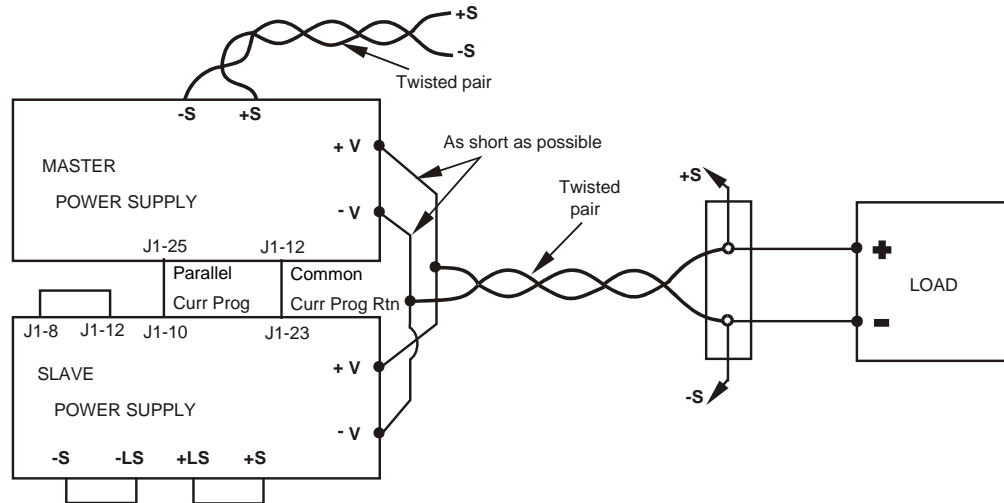 +S
-S
Twisted pair
-S +S
+ V
As short as possible
MASTER
POWER SUPPLY
- V
Twisted
pair
+S
J1-25 J1-12
Parallel Common
Curr Prog Curr Prog Rtn
LOAD
+
-
J1-8 J1-12 J1-10 J1-23
SLAVE
POWER SUPPLY
+ V
- V
-S
-S -LS +LS +S